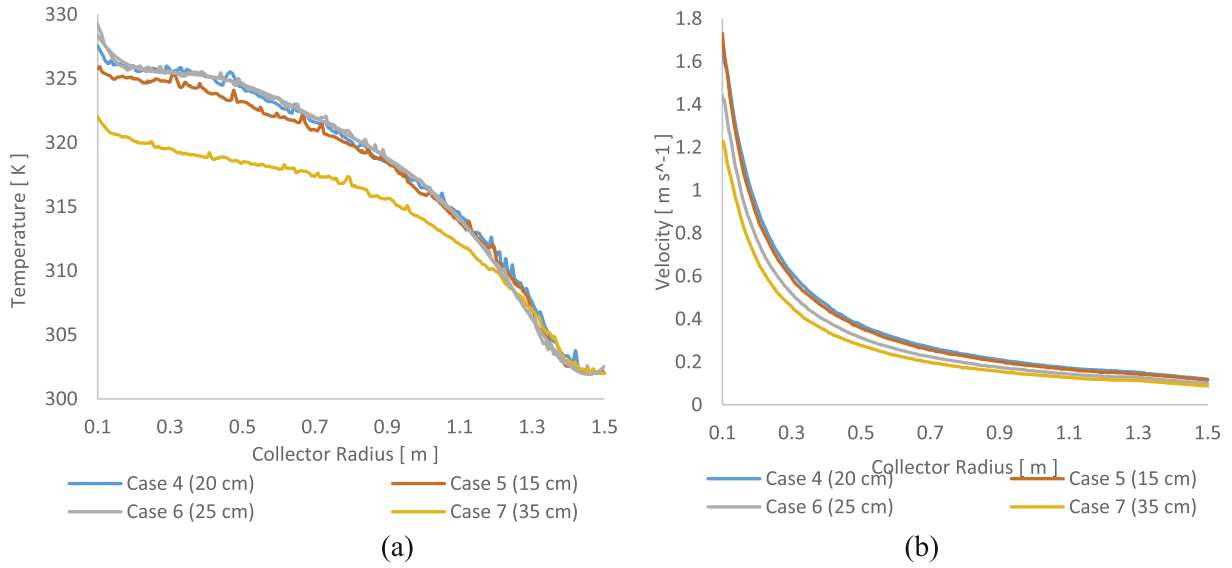 330
325
320
315
310
305
300
Temperature [ K ]
0.1 0.3 0.5 0.7 0.9 1.1 1.3 1.5
Collector Radius [ m ]
Case 4 (20 cm) Case 5 (15 cm)
Case 6 (25 cm) Case 7 (35 cm)
(a)
1.8
1.6
1.4
1.2
1
0.8
0.6
0.4
0.2
0
Velocity [ m s^-1 ]
0.1 0.3 0.5 0.7 0.9 1.1 1.3 1.5
Collector Radius [ m ]
Case 4 (20 cm) Case 5 (15 cm)
Case 6 (25 cm) Case 7 (35 cm)
(b)